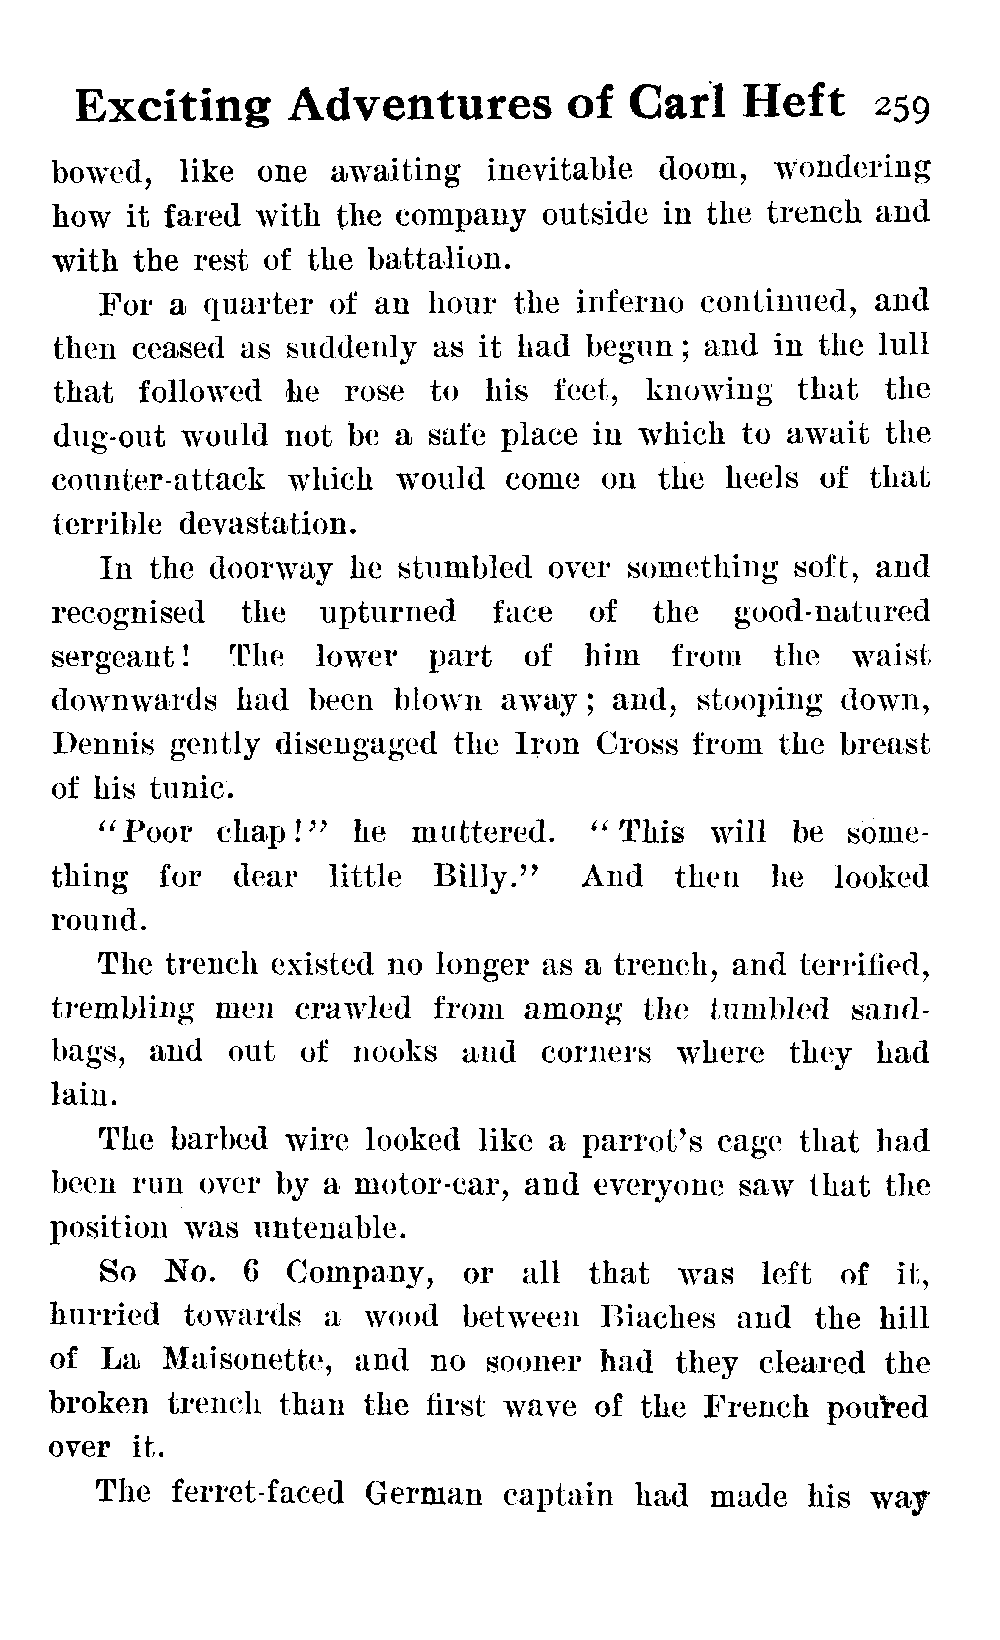 Exciting Adventures of Carl Heft 259
bowed, like one awaiting inevitable doom, wondering
how it fared with the company outside in the trench and
with the rest of the battalion.
For a quarter of an hour the inferno continued, and
then ceased as suddenly as it had begun; and in the lull
that followed he rose to his feet, knowing that the
dug-out would not be a safe place in which to await the
counter-attack which would come on the heels of that
terrible devastation.
In the doorway he stumbled over something soft, and
recognised the upturned face of the good-natured
sergeant! The lower part of him from the waist
downwards had been blown away; and, stooping down,
Dennis gently disengaged the Iron Cross from the breast
of his tunic.
"Poor chap!" he muttered. "This will be some-
thing for dear little Billy." And then he looked
round.
The trench existed no longer as a trench, and terrified,
trembling men crawled from among the tumbled sand-
bags, and out of nooks and corners where they had
lain.
The barbed wire looked like a parrot's cage that had
been run over by a motor-car, and everyone saw that the
position was untenable.
So No. 6 Company, or all that was left of it,
hurried towards a wood between Biaches and the hill
of La Maisonette, and no sooner had they cleared the
broken trench than the first wave of the French poured
over it.
The ferret-faced German captain had made his way